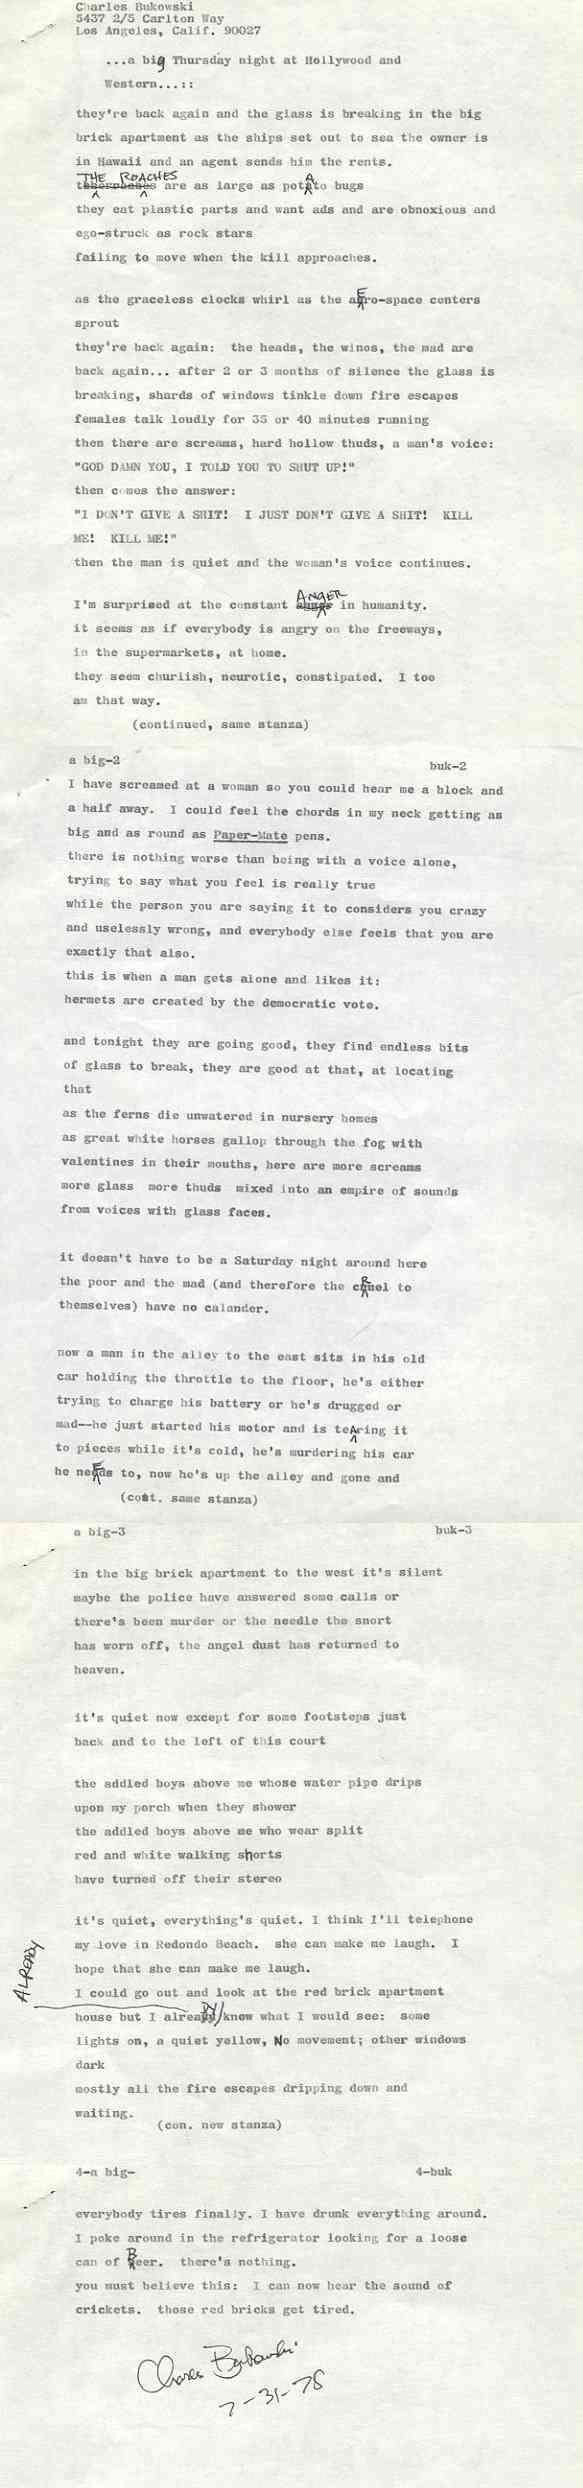 Charles Bukowski
5437 2/5 Carlton Way
Los Angeles, Calif. 90027
...a big Thursday night at Hollywood and
Western...::
they're back again and the glass is breaking in the big
brick apartment as the ships set out to sea the owner is
in Hawaii and an agent sends him the rents.
THE ROACHES are as large as potAto bugs
they eat plastic parts and want ads and are obnoxious and
ego-struck as rock stars
failing to move when the kill approaches.
as the graceless clocks whirl as the aEro-space centers
sprout
they're back again:  the heads, the winos, the mad are
back again... after 2 or 3 months of silence the glass is
breaking, shards of windows tinkle down fire escapes
females talk loudly for 35 or 40 minutes running
then there are screams, hard hollow thuds, a man's voice:
"GOD DAMN YOU, I TOLD YOU TO SHUT UP!"
then comes the answer:
"I DON'T GIVE A SHIT!  I JUST DON'T GIVE A SHIT!  KILL
ME!  KILL ME!"
then the man is quiet and the woman's voice continues.
I'm surprised at the constant ANGER in humanity.
it seems as if everybody is angry on the freeways,
in the supermarkets, at home.
they seem churlish, neurotic, constipated.  I too
am that way.
(continued, same stanza)
a big-2 buk-2
I have screamed at a woman so you could hear me a block and
a half away.  I could feel the chords in my neck getting as
big and as round as Paper-Mate pens.
there is nothing worse than being with a voice alone,
trying to say what you feel is really true
while the person you are saying it to considers you crazy
and uselessly wrong, and everybody else feels that you are
exactly that also.
this is when a man gets alone and likes it:
hermets are created by the democratic vote.
and tonight they are going good, they find endless bits
of glass to break, they are good at that, at locating
that
as the ferns die unwatered in nursery homes
as great white horses gallop through the fog with
valentines in their mouths, here are more screams
more glass  more thuds  mixed into an empire of sounds
from voices with glass faces.
it doesn't have to be a Saturday night around here
the poor and the mad (and therefore the cRuel to
themselves) have no calander.
now a man in the alley to the east sits in his old
car holding the throttle to the floor, he's either
trying to charge his battery or he's drugged or
mad--he just started his motor and is teAring it
to pieces while it's cold, he's murdering his car
he neEds to, now he's up the alley and gone and
(cont. same stanza)
a big-3 buk-3
in the big brick apartment to the west it's silent
maybe the police have answered some calls or
there's been murder or the needle the snort
has worn off, the angel dust has returned to
heaven.
it's quiet now except for some footsteps just
back and to the left of this court
the addled boys above me whose water pipe drips
upon my porch when they shower
the addled boys above me who wear split
red and white walking shorts
have turned off their stereo
it's quiet, everything's quiet. I think I'll telephone
my love in Redondo Beach.  she can make me laugh.  I
hope that she can make me laugh.
ALREADY
I could go out and look at the red brick apartment
house but I alreaDY/know what I would see:  some
lights on, a quiet yellow, No movement; other windows
dark
mostly all the fire escapes dripping down and
waiting.
(con. new stanza)
4-a big- 4-buk
everybody tires finally. I have drunk everything around.
I poke around in the refrigerator looking for a loose
can of Beer.  there's nothing.
you must believe this:  I can now hear the sound of
crickets.  those red bricks get tired.
Charles Bukowski
7-31-78